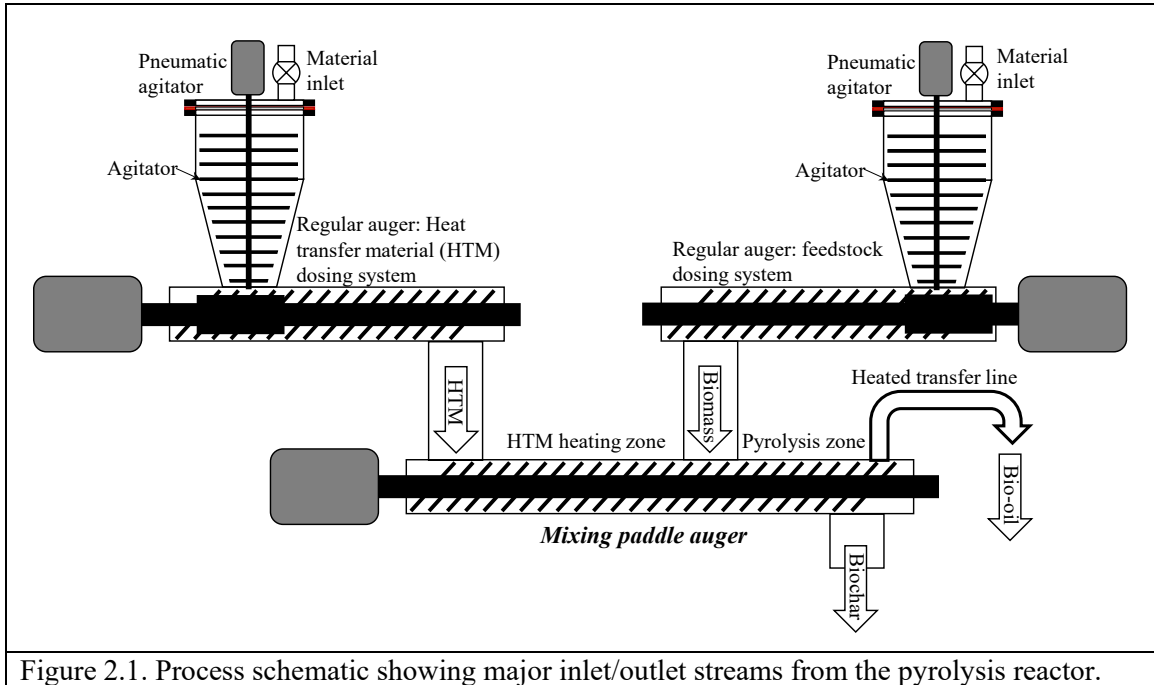 Pneumatic
agitator
Material
inlet
Agitator
Regular auger: Heat
transfer material (HTM)
dosing system
Pneumatic
agitator
Material
inlet
Agitator
Regular auger: feedstock
dosing system
HTM
Biomass
Heated transfer line
HTM heating zone
Pyrolysis zone
Bio-oil
Mixing paddle auger
Biochar
Figure 2.1. Process schematic showing major inlet/outlet streams from the pyrolysis reactor.